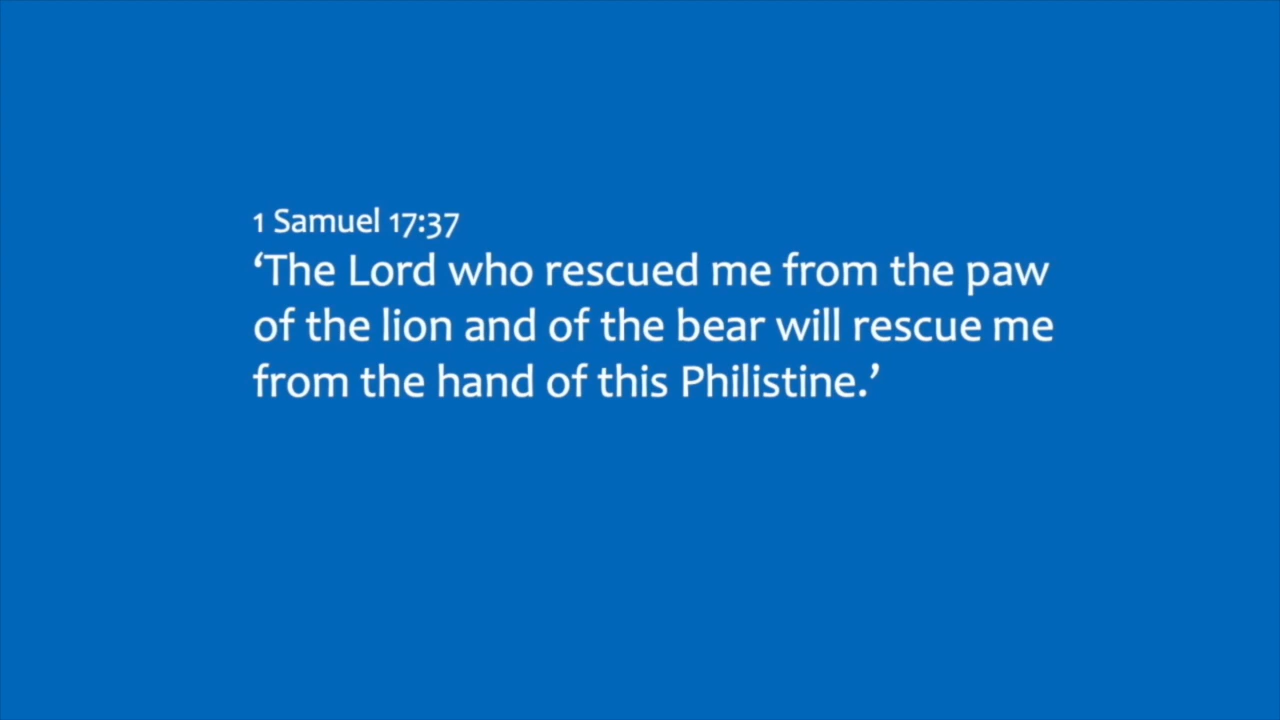 1 Samuel 17:37
‘The Lord who rescued me from the paw
of the lion and of the bear will rescue me
from the hand of this Philistine.’